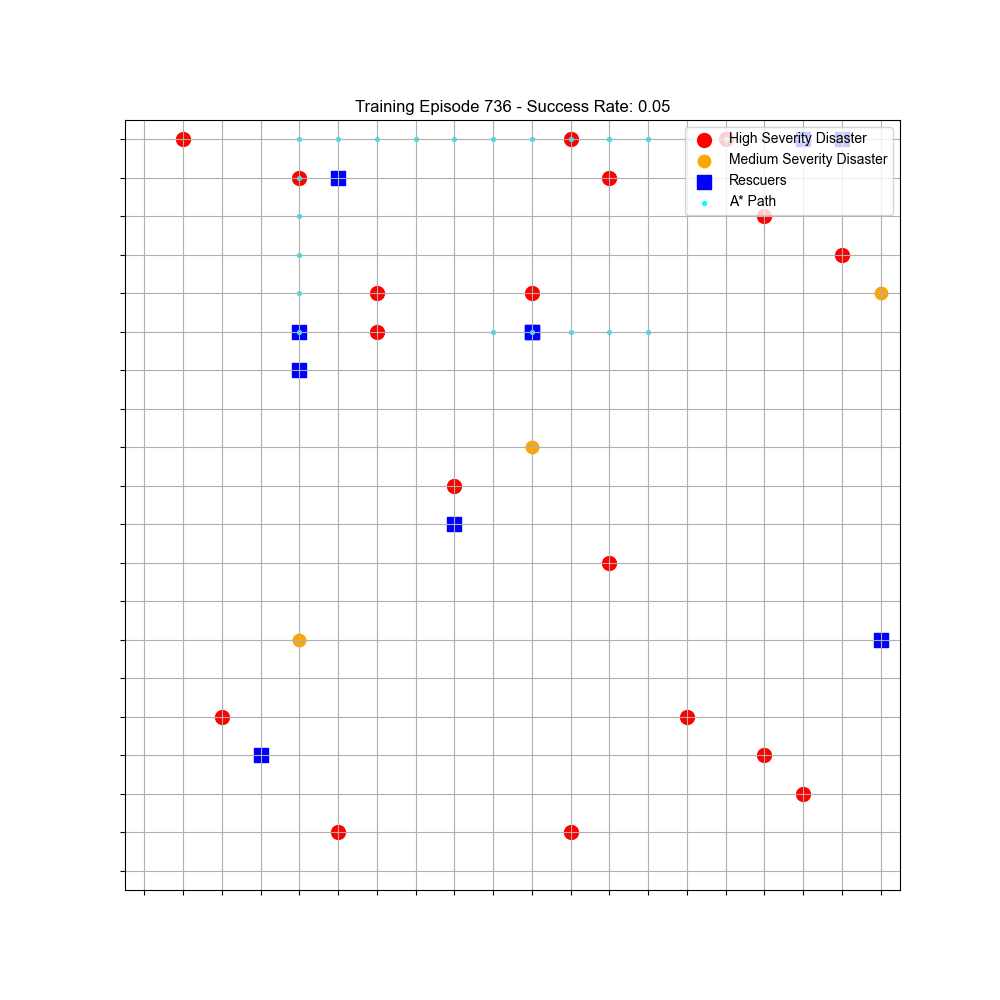 Training Episode 736 - Success Rate: 0.05
High Severity Disaster
Medium Severity Disaster
Rescuers
A* Path